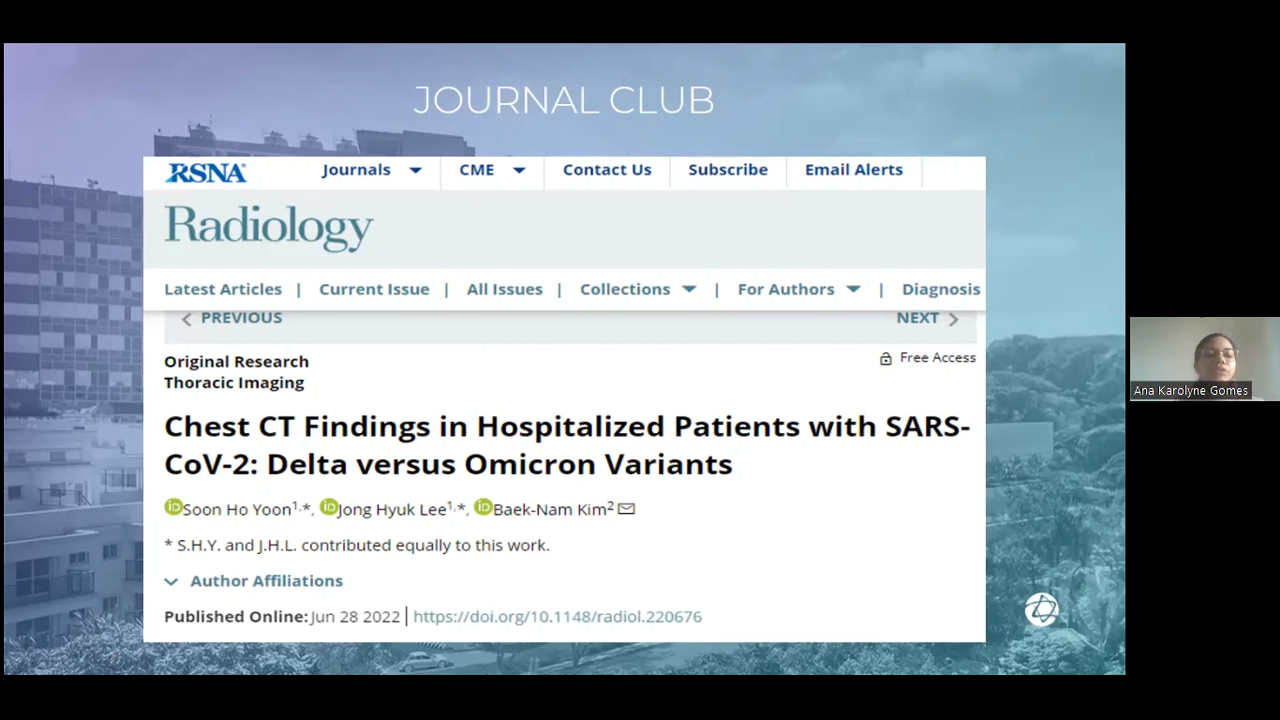 JOURNAL CLUB
RSNA® Journals CME Contact Us Subscribe Email Alerts
Radiology
Latest Articles | Current Issue | All Issues | Collections | For Authors | Diagnosis
PREVIOUS NEXT
Original Research Free Access
Thoracic Imaging
Chest CT Findings in Hospitalized Patients with SARS-
CoV-2: Delta versus Omicron Variants
iD Soon Ho Yoon1,*, iD Jong Hyuk Lee1,*, iD Baek-Nam Kim2
* S.H.Y. and J.H.L. contributed equally to this work.
Author Affiliations
Published Online: Jun 28 2022 | https://doi.org/10.1148/radiol.220676
Ana Karolyne Gomes